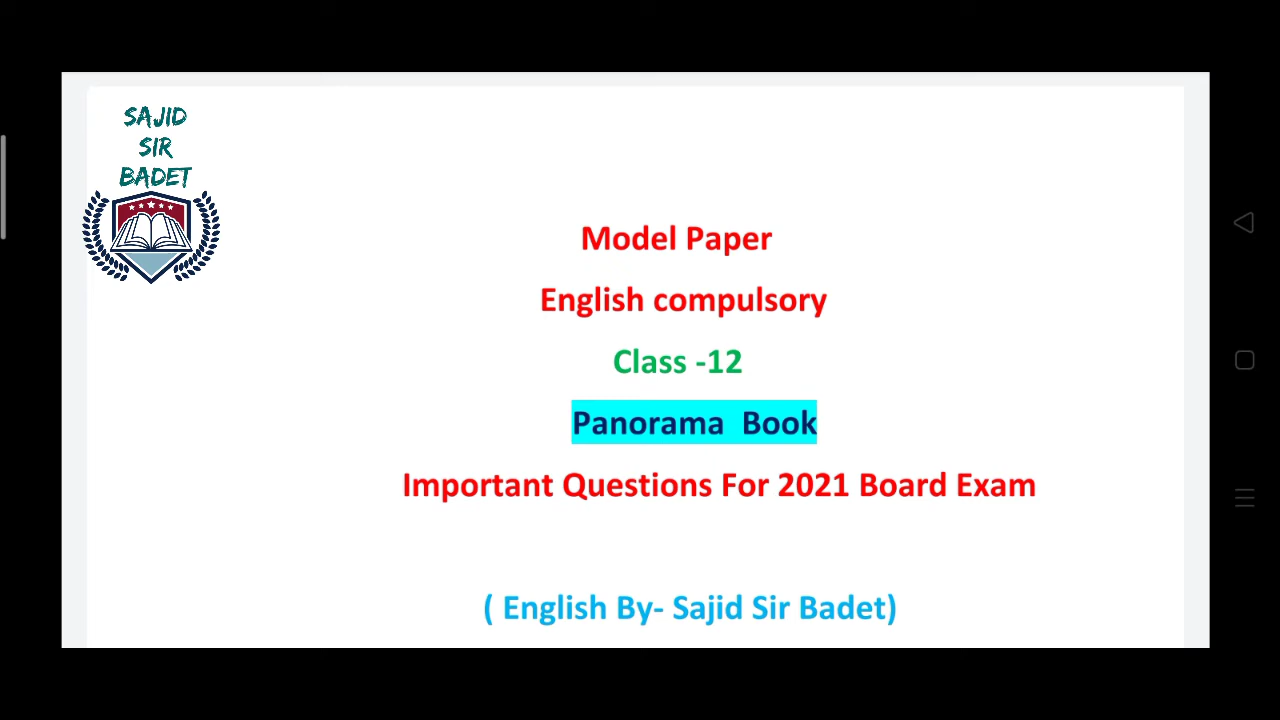 SAJID
SIR
BADET
Model Paper
English compulsory
Class -12
Panorama Book
Important Questions For 2021 Board Exam
( English By- Sajid Sir Badet)